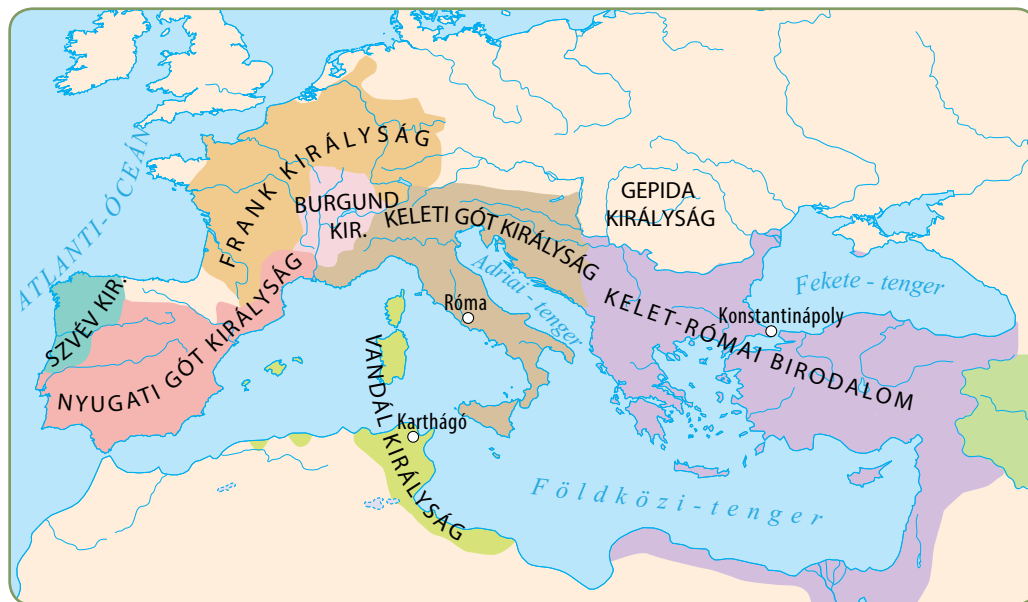 ATLANTI-ÓCEÁN
FRANK KIRÁLYSÁG
BURGUND
KIR.
KELETI GÓT KIRÁLYSÁG
GEPIDA
KIRÁLYSÁG
SZVÉV KIR.
NYUGATI GÓT KIRÁLYSÁG
Róma
Adriai-tenger
Fekete-tenger
Konstantinápoly
KELET-RÓMAI BIRODALOM
VANDÁL KIRÁLYSÁG
Karthágó
Földközi-tenger